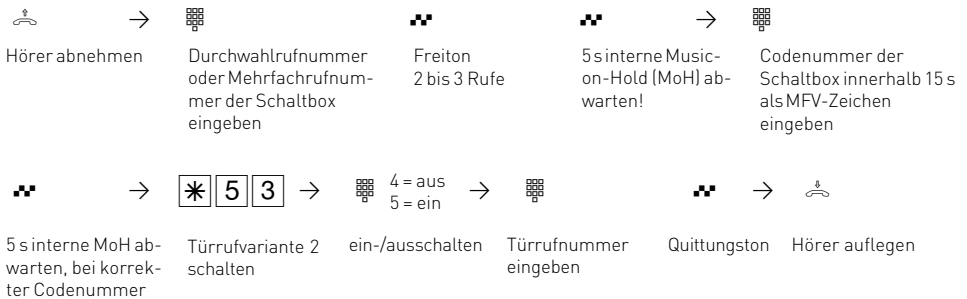 Hörer abnehmen
Durchwahlrufnummer
oder Mehrfachrufnum-
mer der Schaltbox
eingeben
Freiton
2 bis 3 Rufe
5 s interne Music-
on-Hold (MoH) ab-
warten!
Codenummer der
Schaltbox innerhalb 15 s
als MFV-Zeichen
eingeben
* 5 3
4 = aus
5 = ein
5 s interne MoH ab-
warten, bei korrek-
ter Codenummer
Türrufvariante 2
schalten
ein-/ausschalten
Türrufnummer
eingeben
Quittungston
Hörer auflegen